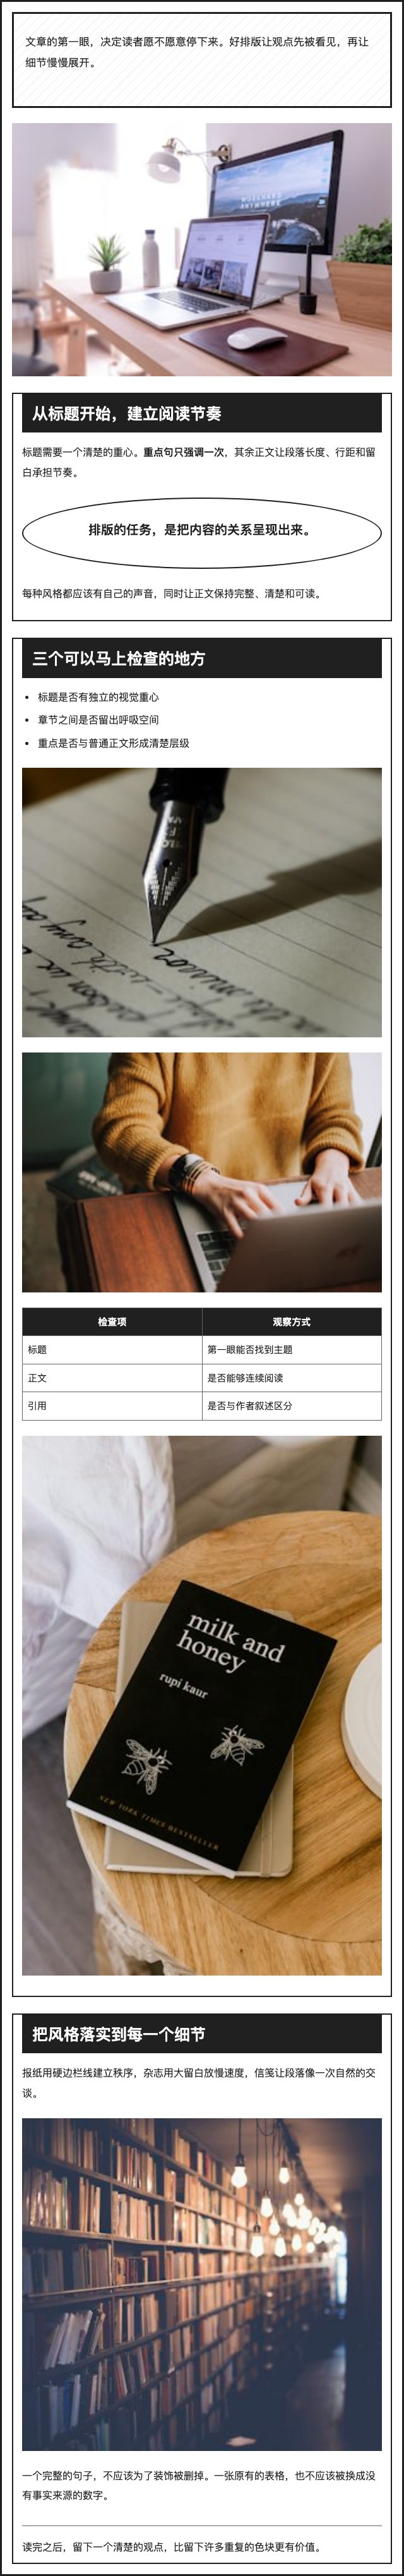 文章的第一眼，决定读者愿不愿意停下来。好排版让观点先被看见，再让
细节慢慢展开。
WORK HARD
ANYWHERE
从标题开始，建立阅读节奏
标题需要一个清楚的重心。重点句只强调一次，其余正文让段落长度、行距和留
白承担节奏。
排版的任务，是把内容的关系呈现出来。
每种风格都应该有自己的声音，同时让正文保持完整、清楚和可读。
三个可以马上检查的地方
• 标题是否有独立的视觉重心
• 章节之间是否留出呼吸空间
• 重点是否与普通正文形成清楚层级
检查项 观察方式
标题 第一眼能否找到主题
正文 是否能够连续阅读
引用 是否与作者叙述区分
milk and
honey
rupi kaur
NEW YORK TIMES BESTSELLER
把风格落实到每一个细节
报纸用硬边栏线建立秩序，杂志用大留白放慢速度，信笺让段落像一次自然的交
谈。
一个完整的句子，不应该为了装饰被删掉。一张原有的表格，也不应该被换成没
有事实来源的数字。
读完之后，留下一个清楚的观点，比留下许多重复的色块更有价值。